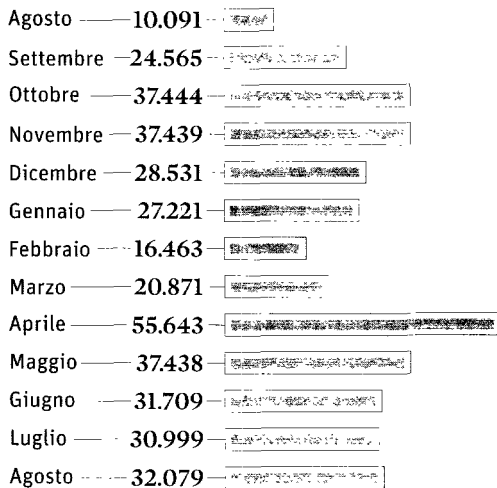 Agosto 10.091
Settembre 24.565
Ottobre 37.444
Novembre 37.439
Dicembre 28.531
Gennaio 27.221
Febbraio 16.463
Marzo 20.871
Aprile 55.643
Maggio 37.438
Giugno 31.709
Luglio 30.999
Agosto 32.079